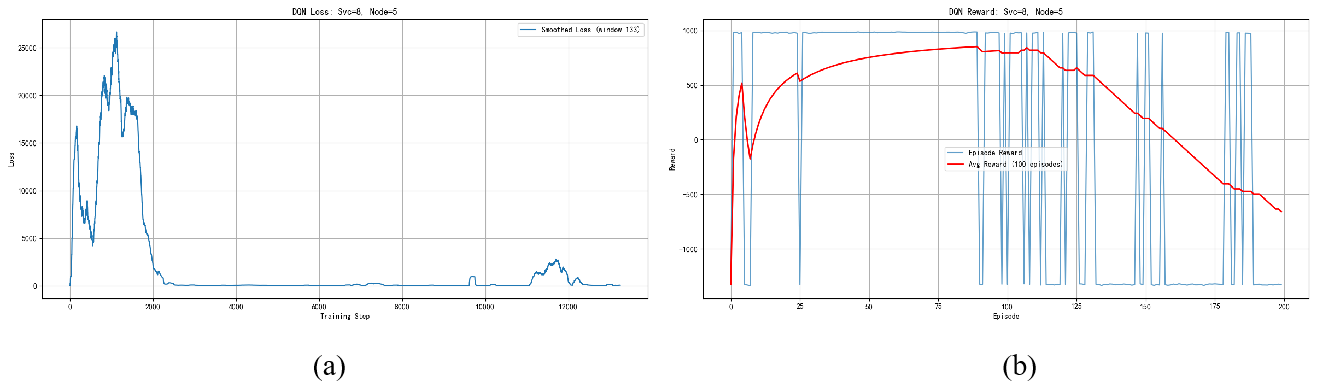 DQN Loss: Svc=8, Node=5
Smoothed Loss (window 133)
25000
20000
15000
10000
5000
0
Loss
0
2000
4000
6000
8000
10000
12000
Training Step
(a)
DQN Reward: Svc=8, Node=5
1000
500
0
−500
−1000
Reward
Episode Reward
Avg Reward (100 episodes)
0
25
50
75
100
125
150
175
200
Episode
(b)